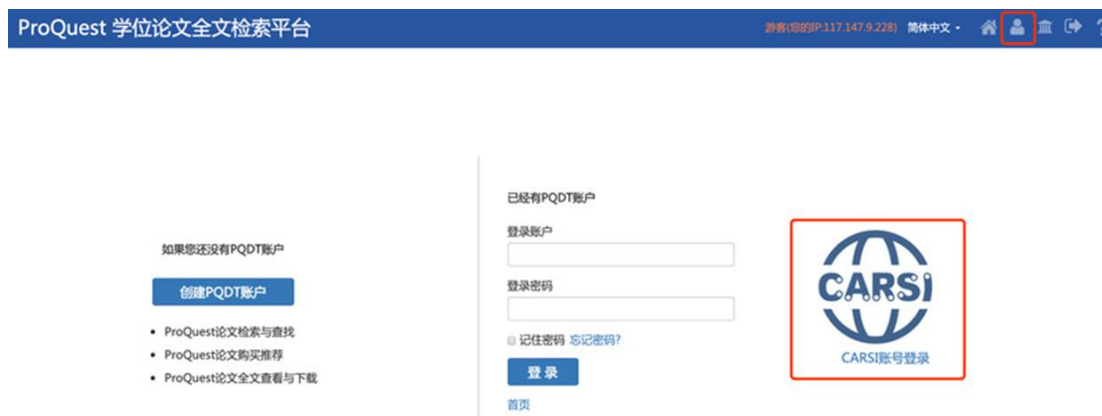 ProQuest 学位论文全文检索平台
游客(您的IP:117.147.9.228) 简体中文
如果您还没有PQDT账户
创建PQDT账户
• ProQuest论文检索与查找
• ProQuest论文购买推荐
• ProQuest论文全文查看与下载
已经有PQDT账户
登录账户
登录密码
记住密码 忘记密码?
登 录
首页
CARSI
CARSI账号登录